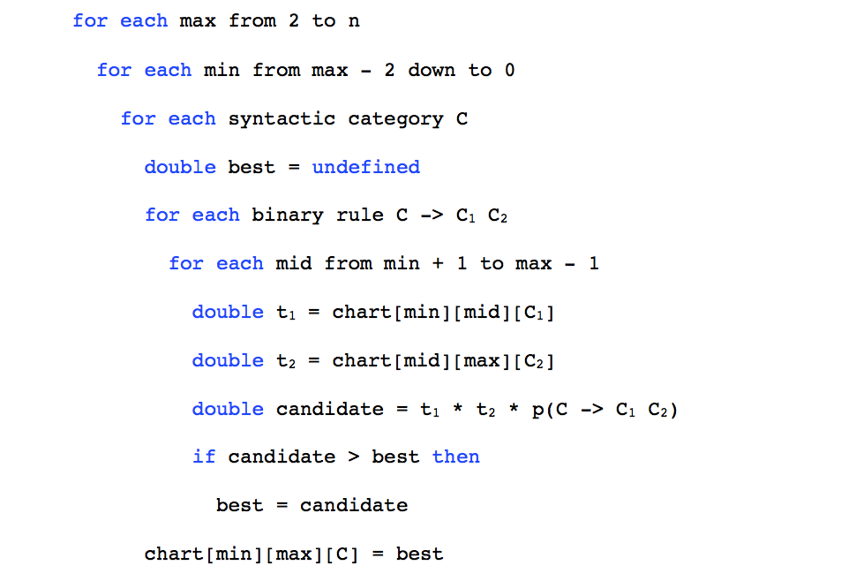 for each max from 2 to n
for each min from max - 2 down to 0
for each syntactic category C
double best = undefined
for each binary rule C -> C₁ C₂
for each mid from min + 1 to max - 1
double t₁ = chart[min][mid][C₁]
double t₂ = chart[mid][max][C₂]
double candidate = t₁ * t₂ * p(C -> C₁ C₂)
if candidate > best then
best = candidate
chart[min][max][C] = best